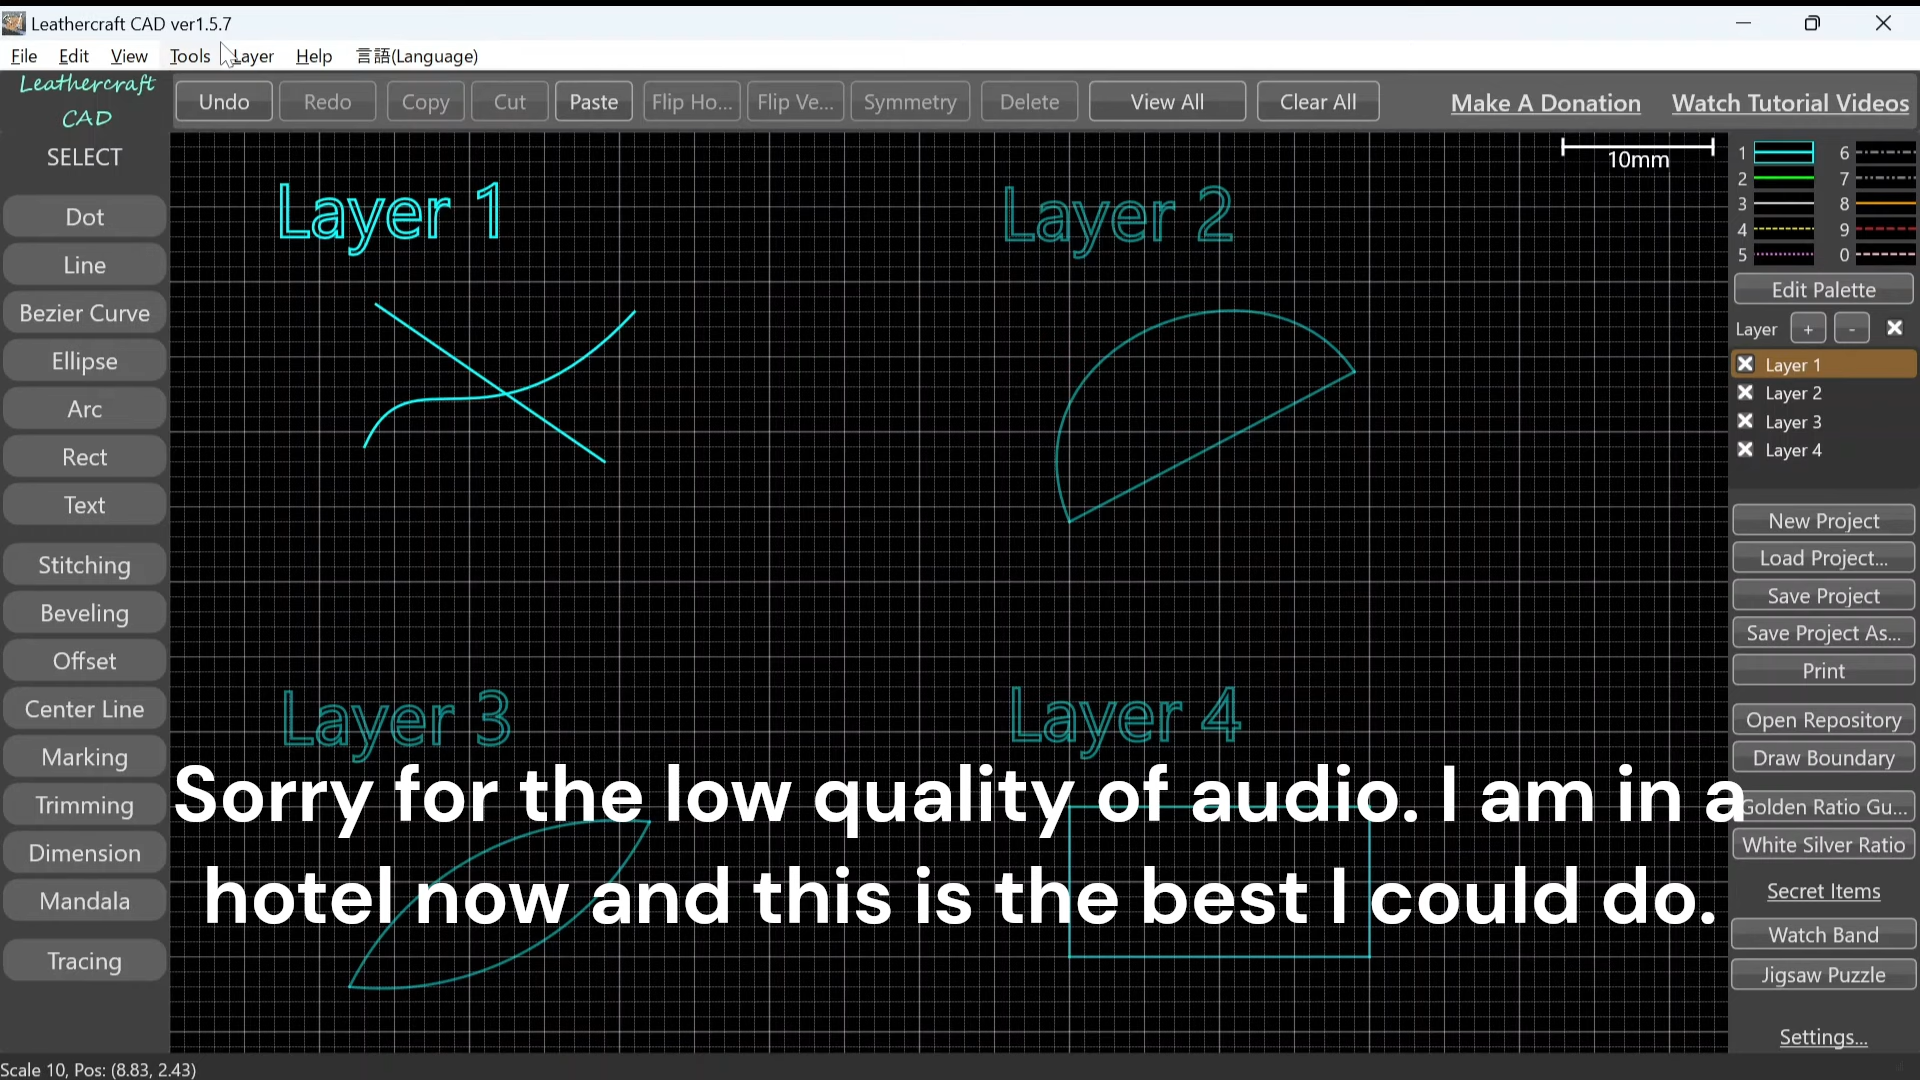 Leathercraft CAD ver1.5.7
File Edit View Tools Layer Help 言語(Language)
Leathercraft
CAD
Undo Redo Copy Cut Paste Flip Ho... Flip Ve... Symmetry Delete View All Clear All Make A Donation Watch Tutorial Videos
SELECT
Dot
Line
Bezier Curve
Ellipse
Arc
Rect
Text
Stitching
Beveling
Offset
Center Line
Marking
Trimming
Dimension
Mandala
Tracing
10mm
Layer 1
Layer 2
Layer 3
Layer 4
Sorry for the low quality of audio. I am in a
hotel now and this is the best I could do.
1 6
2 7
3 8
4 9
5 0
Edit Palette
Layer + -
Layer 1
Layer 2
Layer 3
Layer 4
New Project
Load Project...
Save Project
Save Project As...
Print
Open Repository
Draw Boundary
Golden Ratio Gu...
White Silver Ratio
Secret Items
Watch Band
Jigsaw Puzzle
Settings...
Scale 10, Pos: (8.83, 2.43)